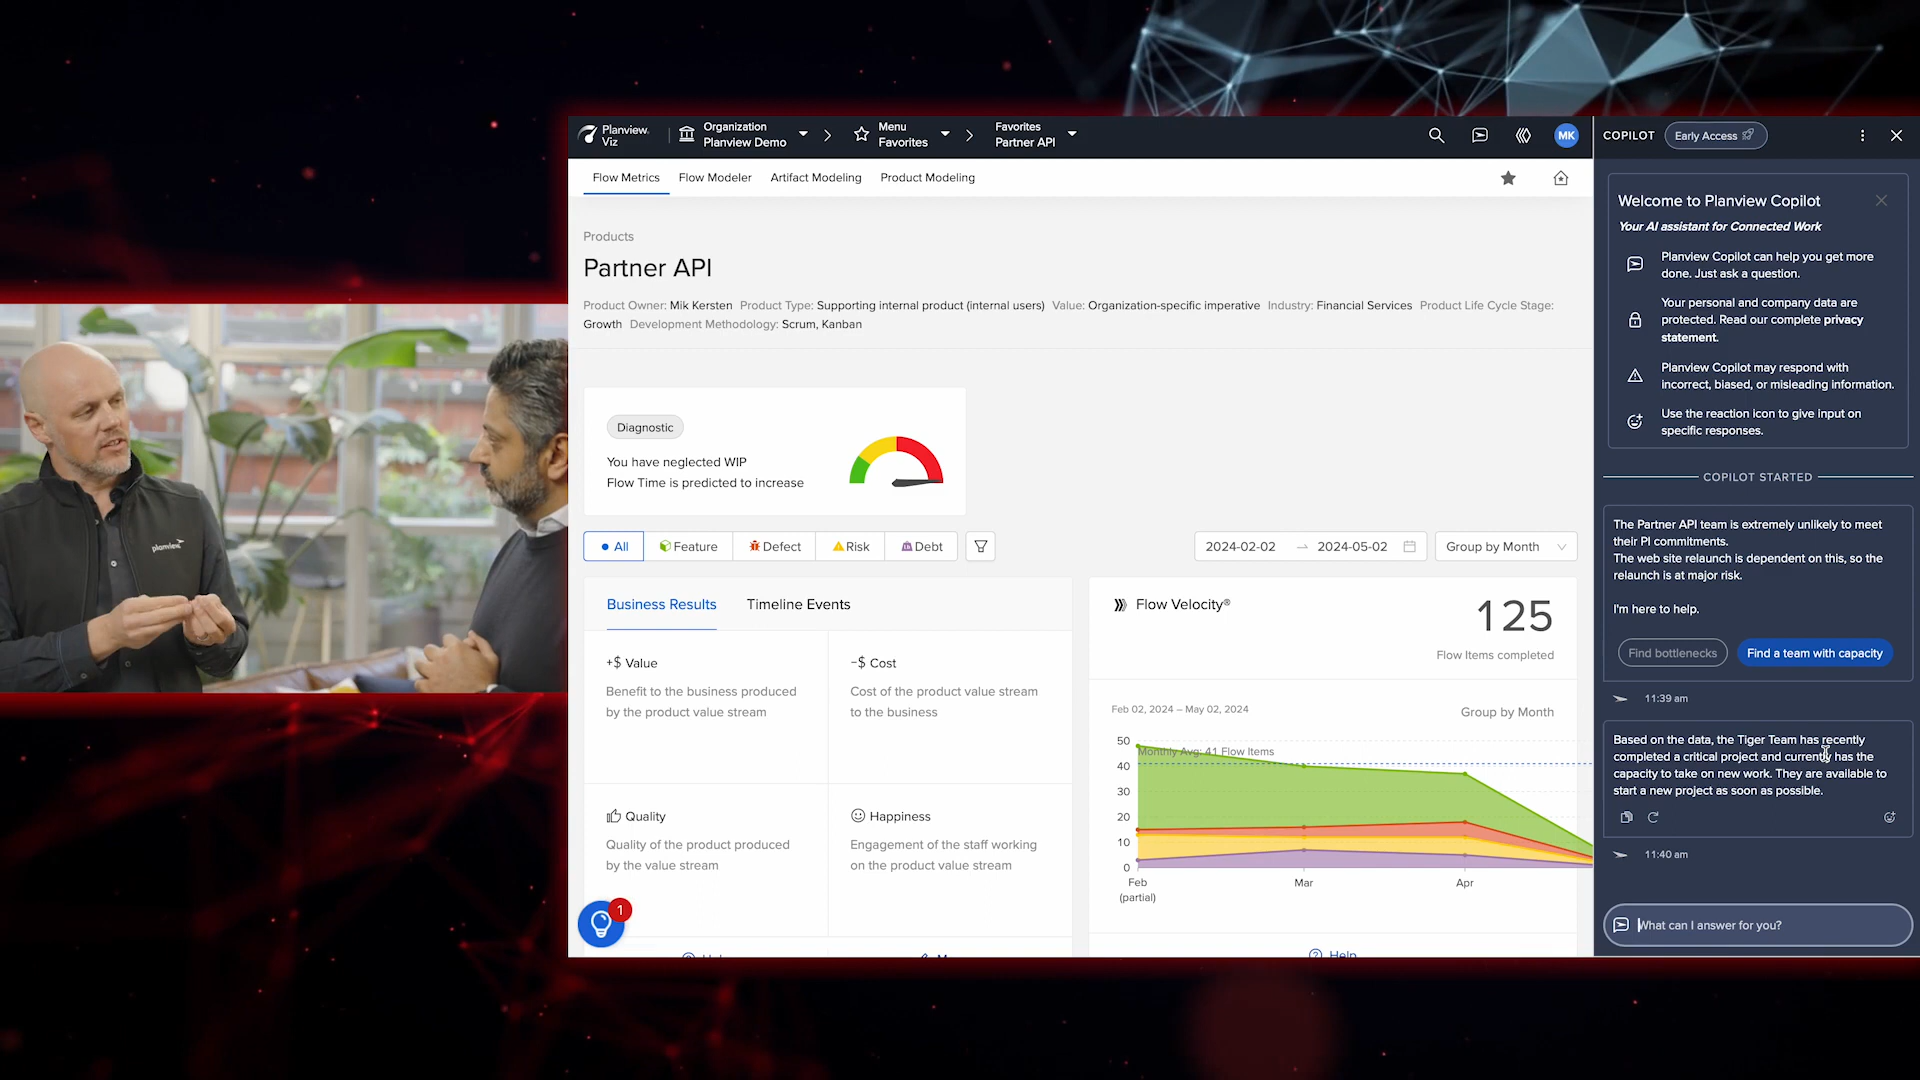 planview
Planview
Viz
Organization
Planview Demo
Menu
Favorites
Favorites
Partner API
MK
Flow Metrics
Flow Modeler
Artifact Modeling
Product Modeling
Products
Partner API
Product Owner: Mik Kersten Product Type: Supporting internal product (internal users) Value: Organization-specific imperative Industry: Financial Services Product Life Cycle Stage:
Growth Development Methodology: Scrum, Kanban
Diagnostic
You have neglected WIP
Flow Time is predicted to increase
All
Feature
Defect
Risk
Debt
2024-02-02
2024-05-02
Group by Month
Business Results
Timeline Events
+$ Value
Benefit to the business produced
by the product value stream
-$ Cost
Cost of the product value stream
to the business
Quality
Quality of the product produced
by the value stream
Happiness
Engagement of the staff working
on the product value stream
1
Flow Velocity®
125
Flow Items completed
Feb 02, 2024 – May 02, 2024
Group by Month
Monthly Avg: 41 Flow Items
50
40
30
20
10
0
Feb
(partial)
Mar
Apr
Help
COPILOT
Early Access
Welcome to Planview Copilot
Your AI assistant for Connected Work
Planview Copilot can help you get more
done. Just ask a question.
Your personal and company data are
protected. Read our complete privacy
statement.
Planview Copilot may respond with
incorrect, biased, or misleading information.
Use the reaction icon to give input on
specific responses.
COPILOT STARTED
The Partner API team is extremely unlikely to meet
their PI commitments.
The web site relaunch is dependent on this, so the
relaunch is at major risk.
I'm here to help.
Find bottlenecks
Find a team with capacity
11:39 am
Based on the data, the Tiger Team has recently
completed a critical project and currently has the
capacity to take on new work. They are available to
start a new project as soon as possible.
11:40 am
What can I answer for you?